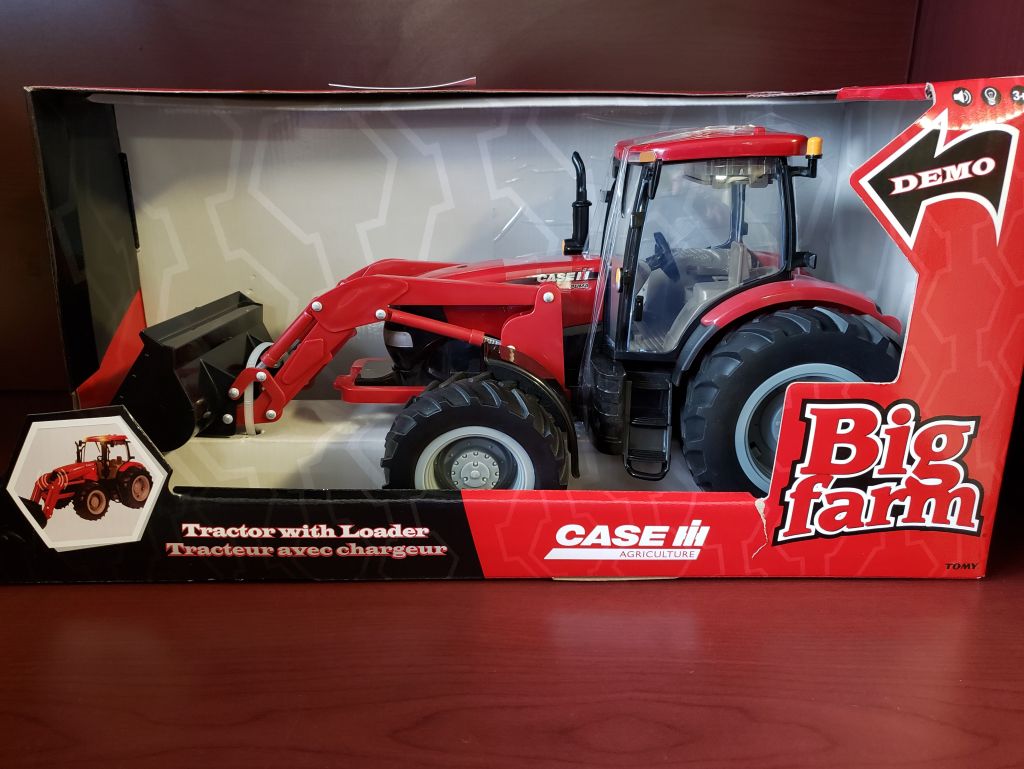 3+
DEMO
CASE IH
Big
farm
Tractor with Loader
Tracteur avec chargeur
CASE IH
AGRICULTURE
TOMY